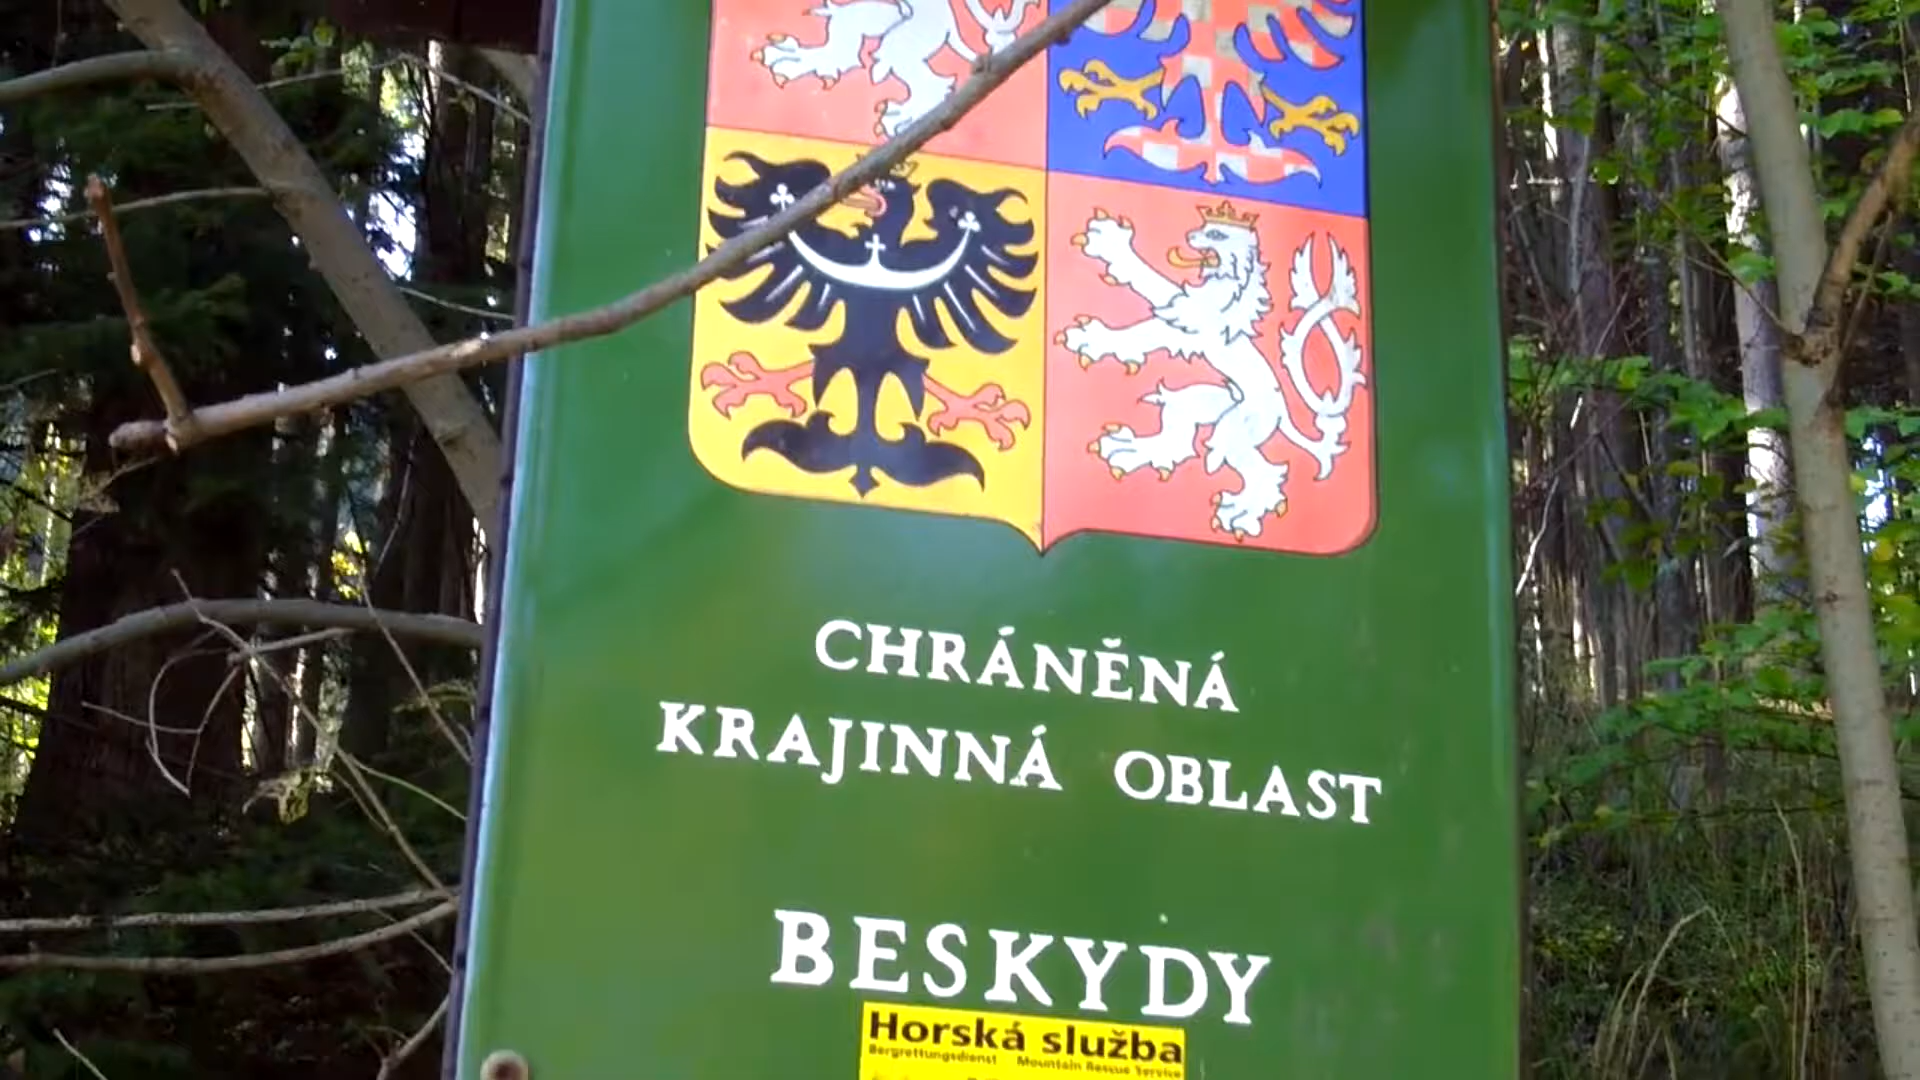 CHRÁNĚNÁ
KRAJINNÁ OBLAST
BESKYDY
Horská služba
Bergrettungsdienst Mountain Rescue Service